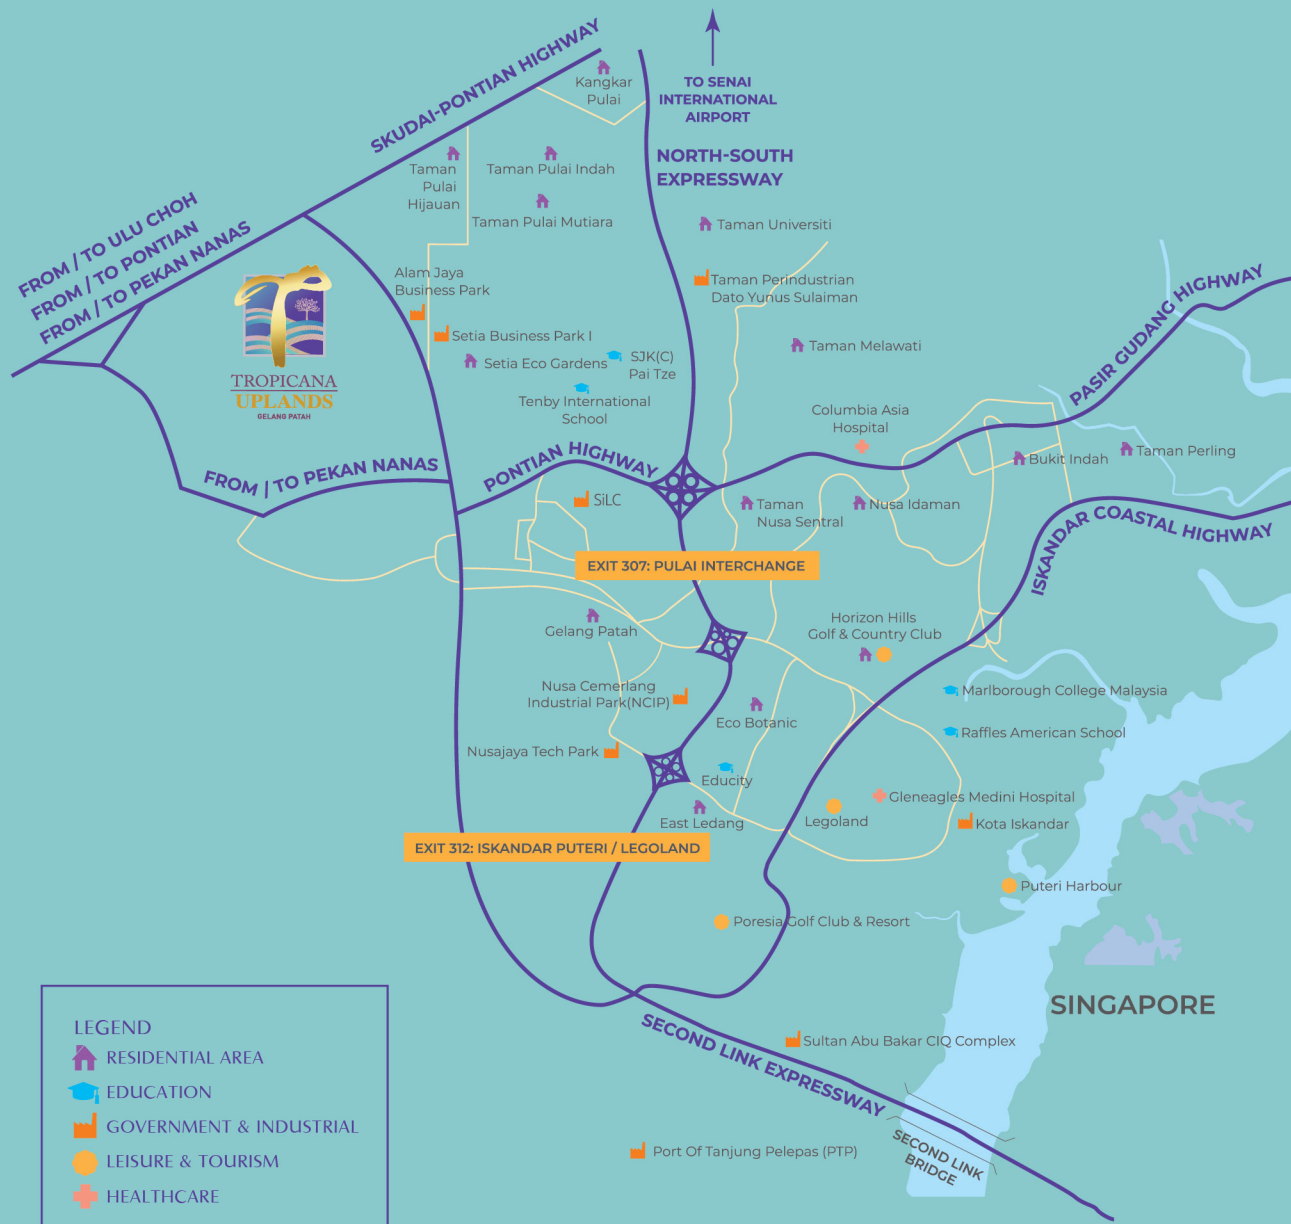 SKUDAI-PONTIAN HIGHWAY
Kangkar
Pulai
TO SENAI
INTERNATIONAL
AIRPORT
NORTH-SOUTH
EXPRESSWAY
Taman
Pulai
Hijauan
Taman Pulai Indah
Taman Pulai Mutiara
Taman Universiti
FROM / TO ULU CHOH
FROM / TO PONTIAN
FROM / TO PEKAN NANAS
Alam Jaya
Business Park
Taman Perindustrian
Dato Yunus Sulaiman
PASIR GUDANG HIGHWAY
Setia Business Park I
Setia Eco Gardens
SJK(C)
Pai Tze
Taman Melawati
TROPICANA
UPLANDS
GELANG PATAH
Tenby International
School
Columbia Asia
Hospital
FROM / TO PEKAN NANAS
PONTIAN HIGHWAY
Bukit Indah
Taman Perling
SiLC
Taman
Nusa Sentral
Nusa Idaman
ISKANDAR COASTAL HIGHWAY
EXIT 307: PULAI INTERCHANGE
Gelang Patah
Horizon Hills
Golf & Country Club
Nusa Cemerlang
Industrial Park(NCIP)
Marlborough College Malaysia
Eco Botanic
Raffles American School
Nusajaya Tech Park
Educity
Gleneagles Medini Hospital
East Ledang
Legoland
Kota Iskandar
EXIT 312: ISKANDAR PUTERI / LEGOLAND
Puteri Harbour
Poresia Golf Club & Resort
SINGAPORE
SECOND LINK EXPRESSWAY
Sultan Abu Bakar CIQ Complex
Port Of Tanjung Pelepas (PTP)
SECOND LINK
BRIDGE
LEGEND
RESIDENTIAL AREA
EDUCATION
GOVERNMENT & INDUSTRIAL
LEISURE & TOURISM
HEALTHCARE